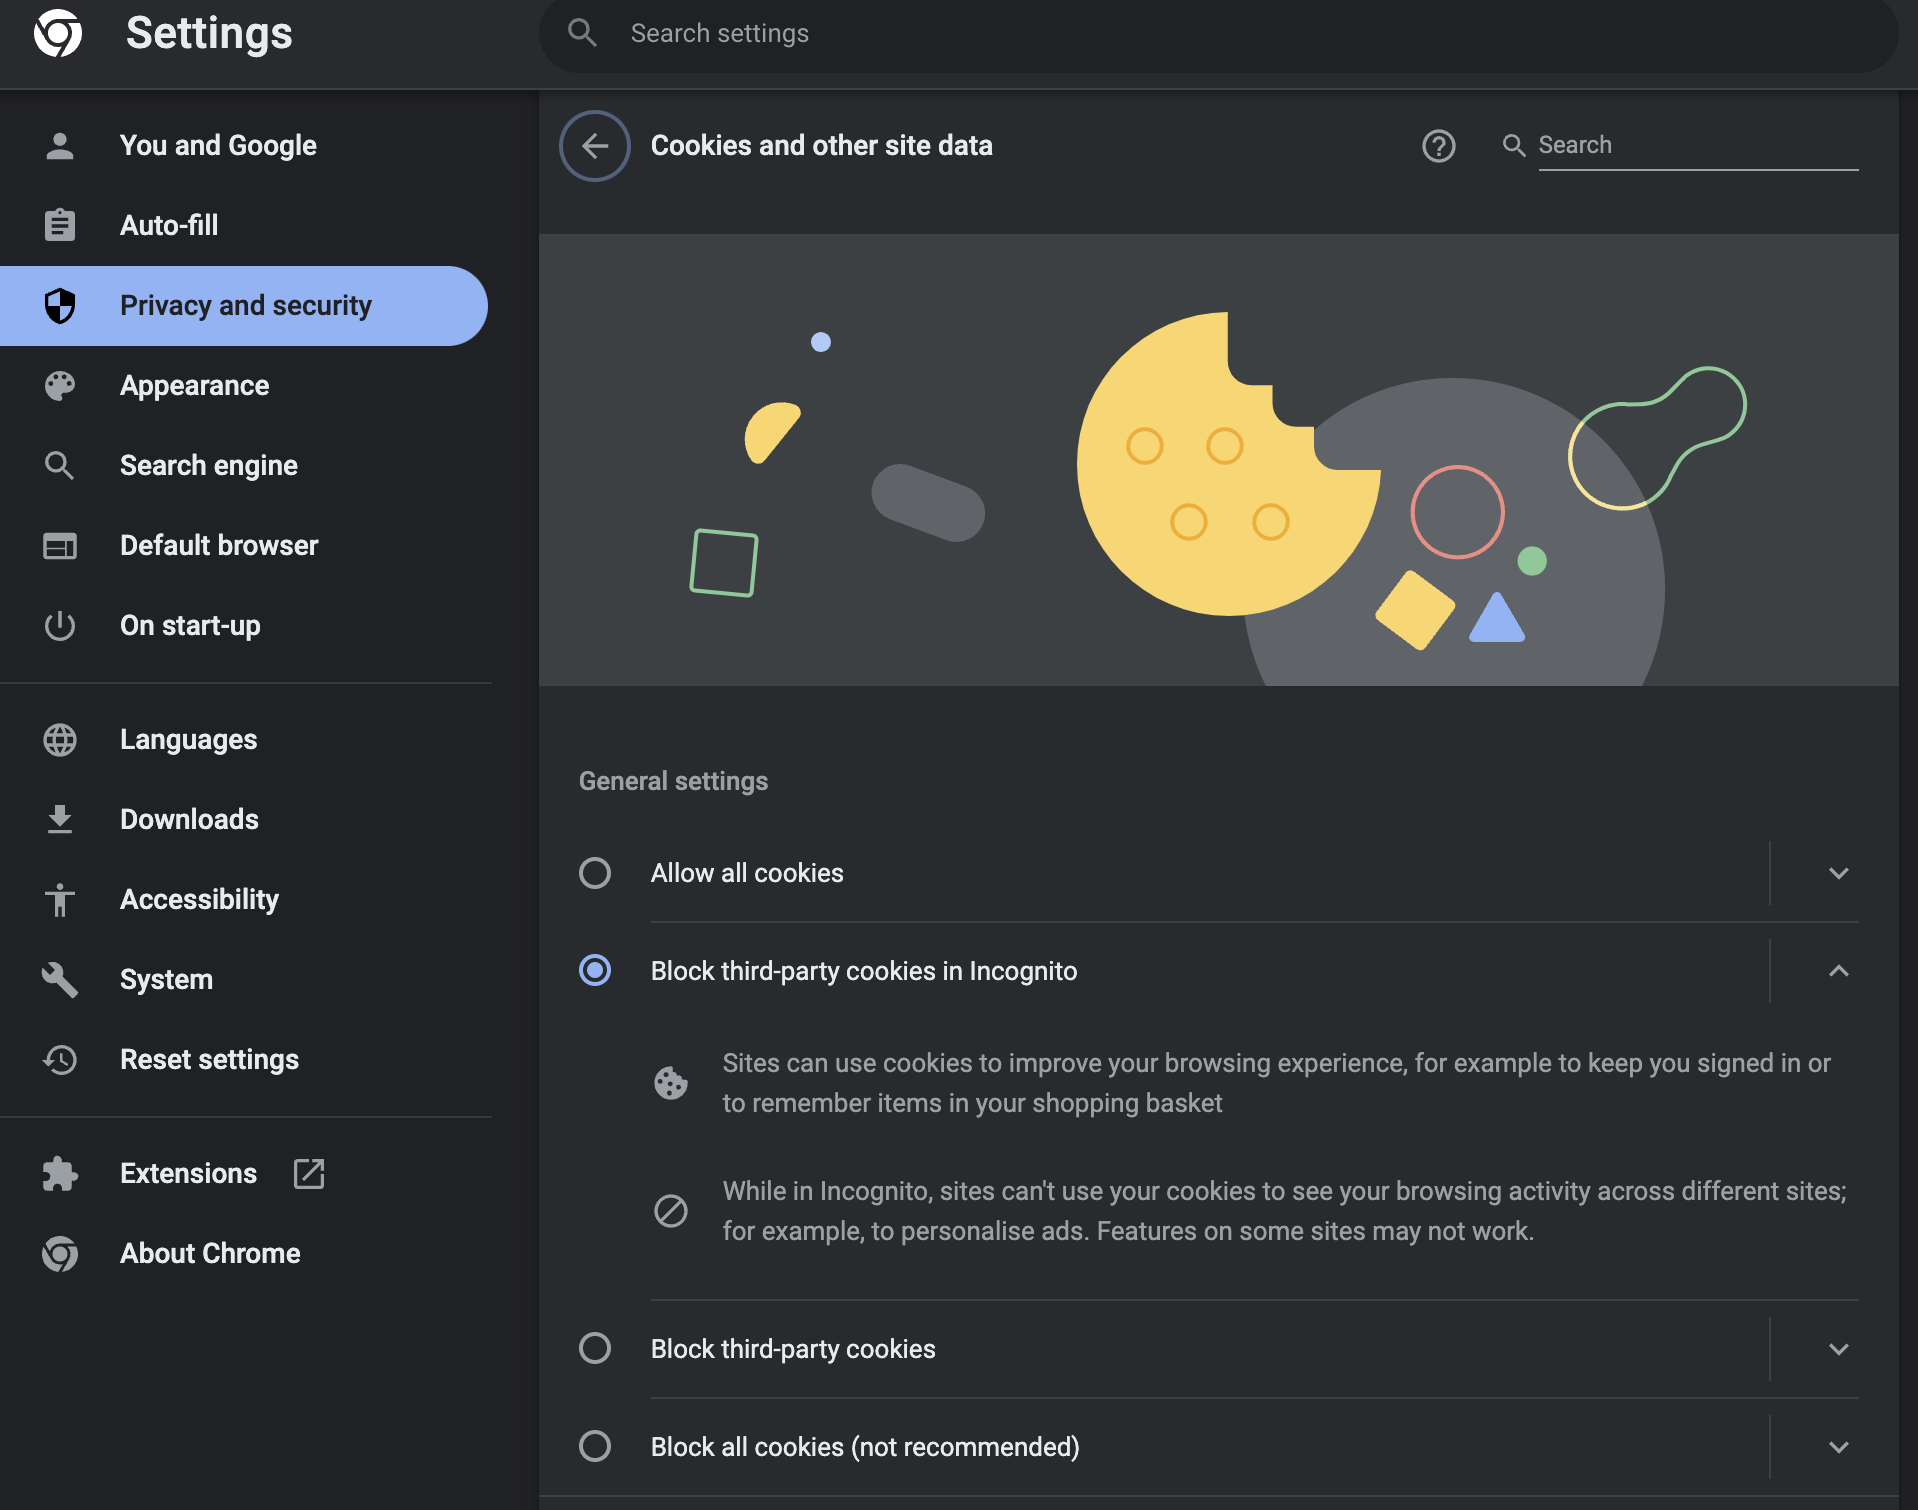 Settings
Search settings
You and Google
Auto-fill
Privacy and security
Appearance
Search engine
Default browser
On start-up
Languages
Downloads
Accessibility
System
Reset settings
Extensions
About Chrome
Cookies and other site data
Search
General settings
Allow all cookies
Block third-party cookies in Incognito
Sites can use cookies to improve your browsing experience, for example to keep you signed in or
to remember items in your shopping basket
While in Incognito, sites can't use your cookies to see your browsing activity across different sites;
for example, to personalise ads. Features on some sites may not work.
Block third-party cookies
Block all cookies (not recommended)